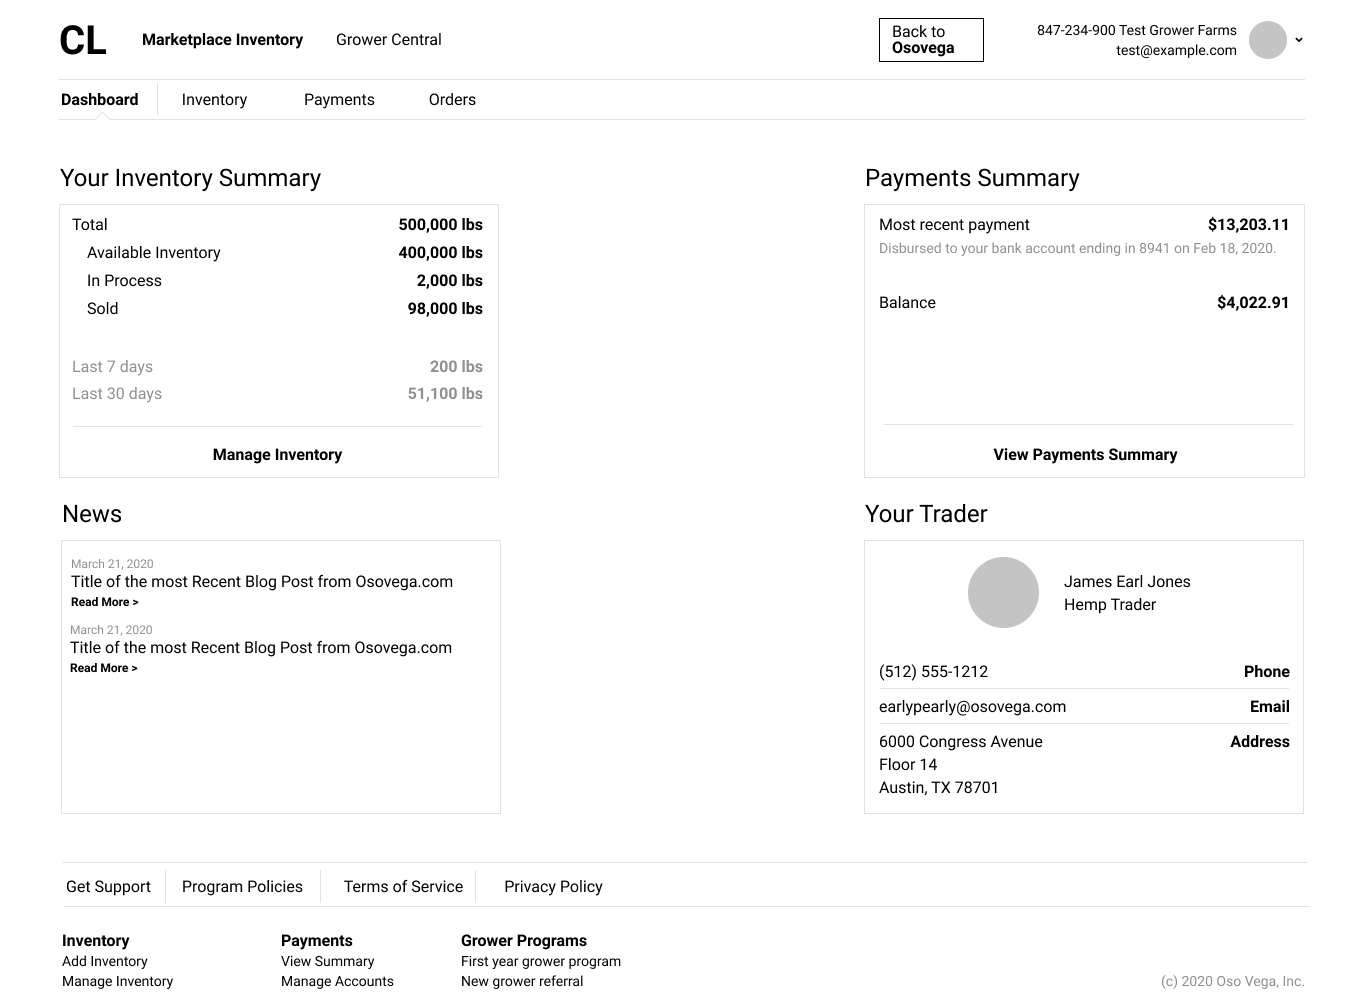 CL
Marketplace Inventory
Grower Central
Back to
Osovega
847-234-900 Test Grower Farms
test@example.com
Dashboard
Inventory
Payments
Orders
Your Inventory Summary
Total 500,000 lbs
Available Inventory 400,000 lbs
In Process 2,000 lbs
Sold 98,000 lbs
Last 7 days 200 lbs
Last 30 days 51,100 lbs
Manage Inventory
Payments Summary
Most recent payment $13,203.11
Disbursed to your bank account ending in 8941 on Feb 18, 2020.
Balance $4,022.91
View Payments Summary
News
March 21, 2020
Title of the most Recent Blog Post from Osovega.com
Read More >
March 21, 2020
Title of the most Recent Blog Post from Osovega.com
Read More >
Your Trader
James Earl Jones
Hemp Trader
(512) 555-1212 Phone
earlypearly@osovega.com Email
6000 Congress Avenue Address
Floor 14
Austin, TX 78701
Get Support
Program Policies
Terms of Service
Privacy Policy
Inventory
Add Inventory
Manage Inventory
Payments
View Summary
Manage Accounts
Grower Programs
First year grower program
New grower referral
(c) 2020 Oso Vega, Inc.